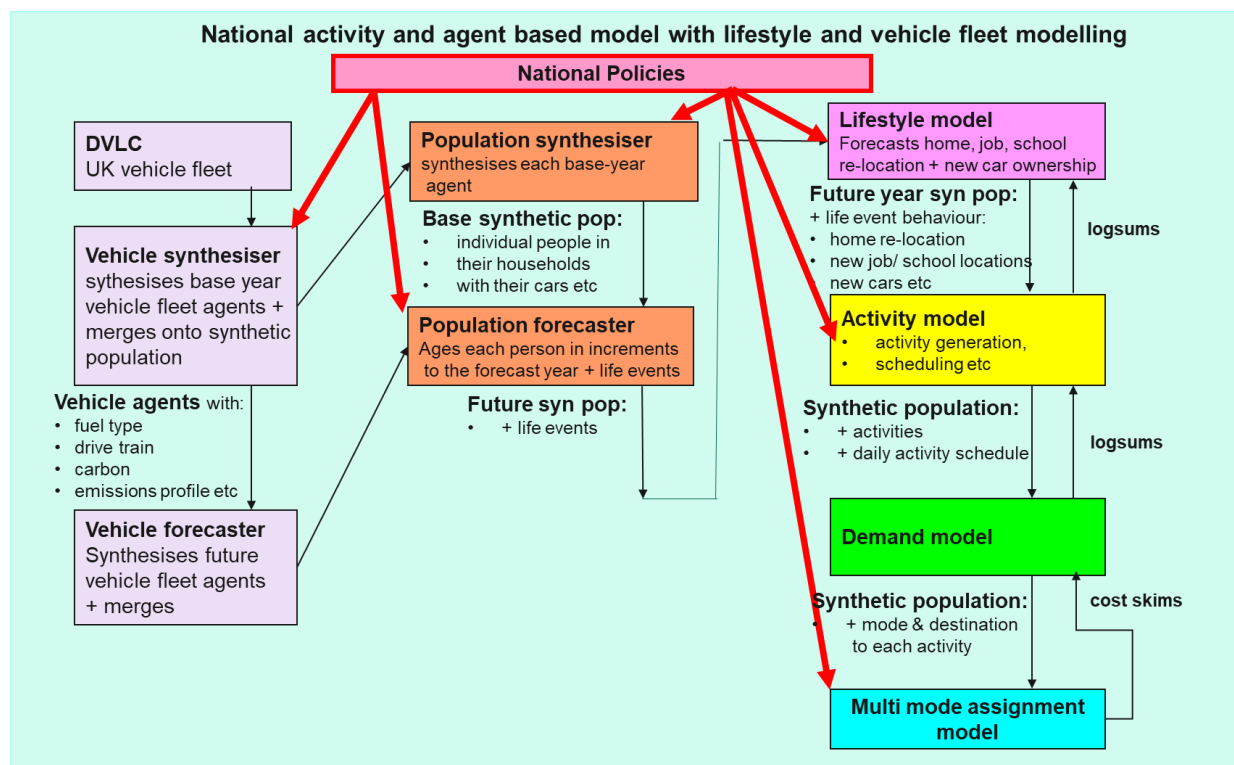 National activity and agent based model with lifestyle and vehicle fleet modelling
National Policies
DVLC
UK vehicle fleet
Vehicle synthesiser
sythesises base year
vehicle fleet agents +
merges onto synthetic
population
Vehicle agents with:
• fuel type
• drive train
• carbon
• emissions profile etc
Vehicle forecaster
Synthesises future
vehicle fleet agents
+ merges
Population synthesiser
synthesises each base-year
agent
Base synthetic pop:
• individual people in
• their households
• with their cars etc
Population forecaster
Ages each person in increments
to the forecast year + life events
Future syn pop:
• + life events
Lifestyle model
Forecasts home, job, school
re-location + new car ownership
Future year syn pop:
+ life event behaviour:
• home re-location
• new job/ school locations
• new cars etc
logsums
Activity model
• activity generation,
• scheduling etc
Synthetic population:
• + activities
• + daily activity schedule
logsums
Demand model
Synthetic population:
• + mode & destination
to each activity
cost skims
Multi mode assignment
model